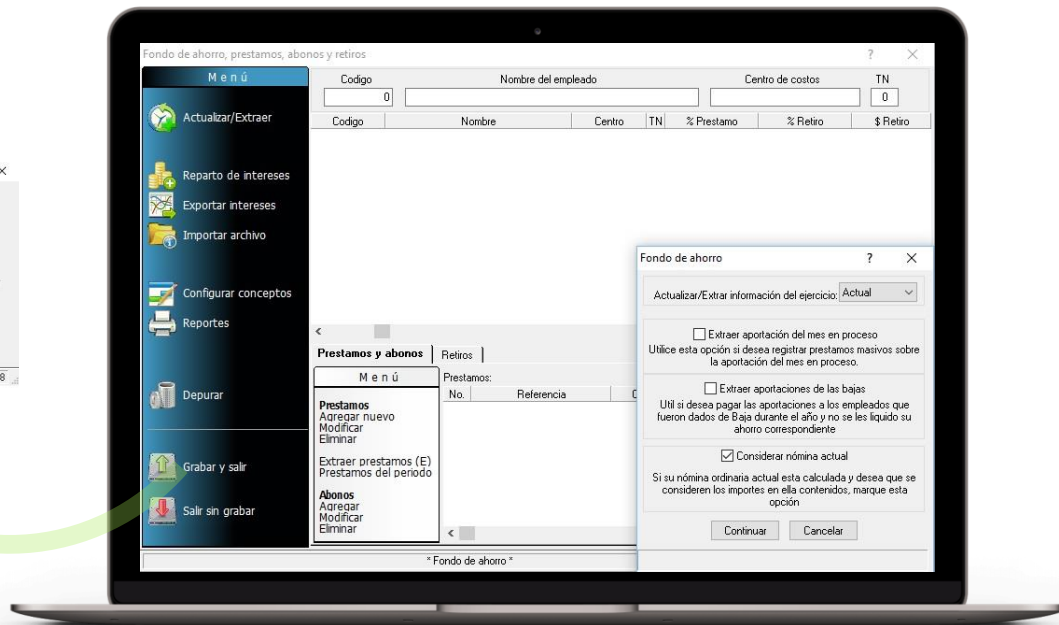 Fondo de ahorro, prestamos, abonos y retiros
? ×
Menú
Codigo Nombre del empleado Centro de costos TN
0 0
Codigo Nombre Centro TN % Prestamo % Retiro $ Retiro
Actualizar/Extraer
Reparto de intereses
Exportar intereses
Importar archivo
Configurar conceptos
Reportes
Depurar
Grabar y salir
Salir sin grabar
Prestamos y abonos Retiros
Menú
Prestamos
Agregar nuevo
Modificar
Eliminar
Extraer prestamos (E)
Prestamos del periodo
Abonos
Agregar
Modificar
Eliminar
Prestamos:
No. Referencia
* Fondo de ahorro *
Fondo de ahorro ? ×
Actualizar/Extrar información del ejercicio: Actual
Extraer aportación del mes en proceso
Utilice esta opción si desea registrar prestamos masivos sobre
la aportación del mes en proceso.
Extraer aportaciones de las bajas
Util si desea pagar las aportaciones a los empleados que
fueron dados de Baja durante el año y no se les liquido su
ahorro correspondiente
Considerar nómina actual
Si su nómina ordinaria actual esta calculada y desea que se
consideren los importes en ella contenidos, marque esta
opción
Continuar Cancelar
8